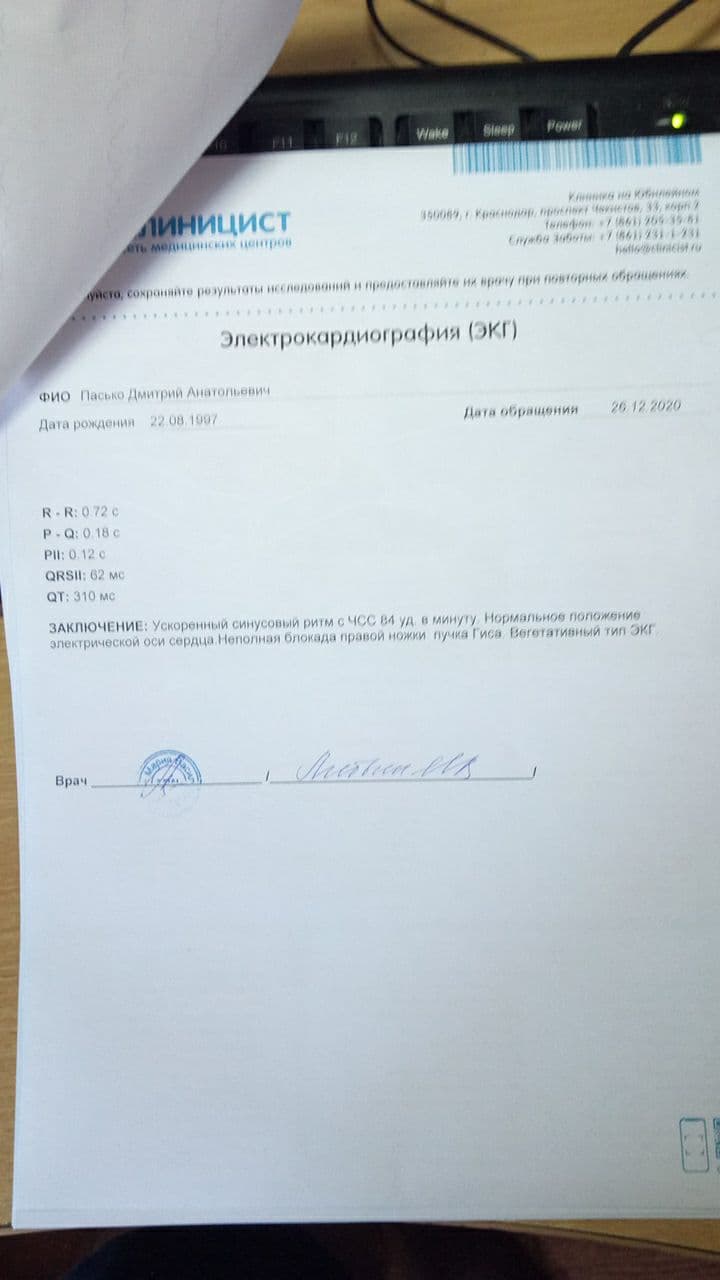 F11 F12 Wake Sleep Power
ЛИНИЦИСТ
еть медицинских центров
Клиника на Юбилейном
350089, г. Краснодар, проспект Чекистов, 33, корп 2
Телефон: +7 (861) 205-35-61
Служба Заботы: +7 (861) 231-1-231
hello@clinicist.ru
уйста, сохраняйте результаты исследований и предоставляйте их врачу при повторных обращениях.
Электрокардиография (ЭКГ)
ФИО Пасько Дмитрий Анатольевич
Дата рождения 22.08.1997
Дата обращения 26.12.2020
R - R: 0.72 с
P - Q: 0.18 с
PII: 0.12 с
QRSII: 62 мс
QT: 310 мс
ЗАКЛЮЧЕНИЕ: Ускоренный синусовый ритм с ЧСС 84 уд. в минуту. Нормальное положение
электрической оси сердца.Неполная блокада правой ножки пучка Гиса. Вегетативный тип ЭКГ.
Врач / /